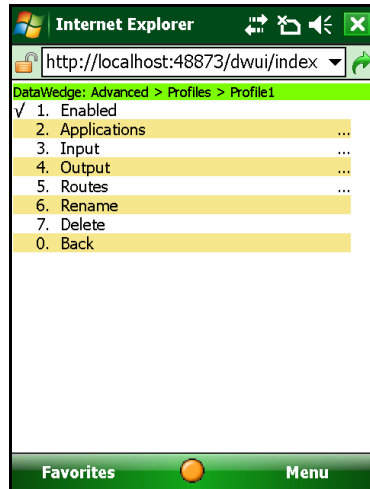 Internet Explorer
http://localhost:48873/dwui/index
DataWedge: Advanced > Profiles > Profile1
√ 1. Enabled
2. Applications ...
3. Input ...
4. Output ...
5. Routes ...
6. Rename
7. Delete
0. Back
Favorites Menu